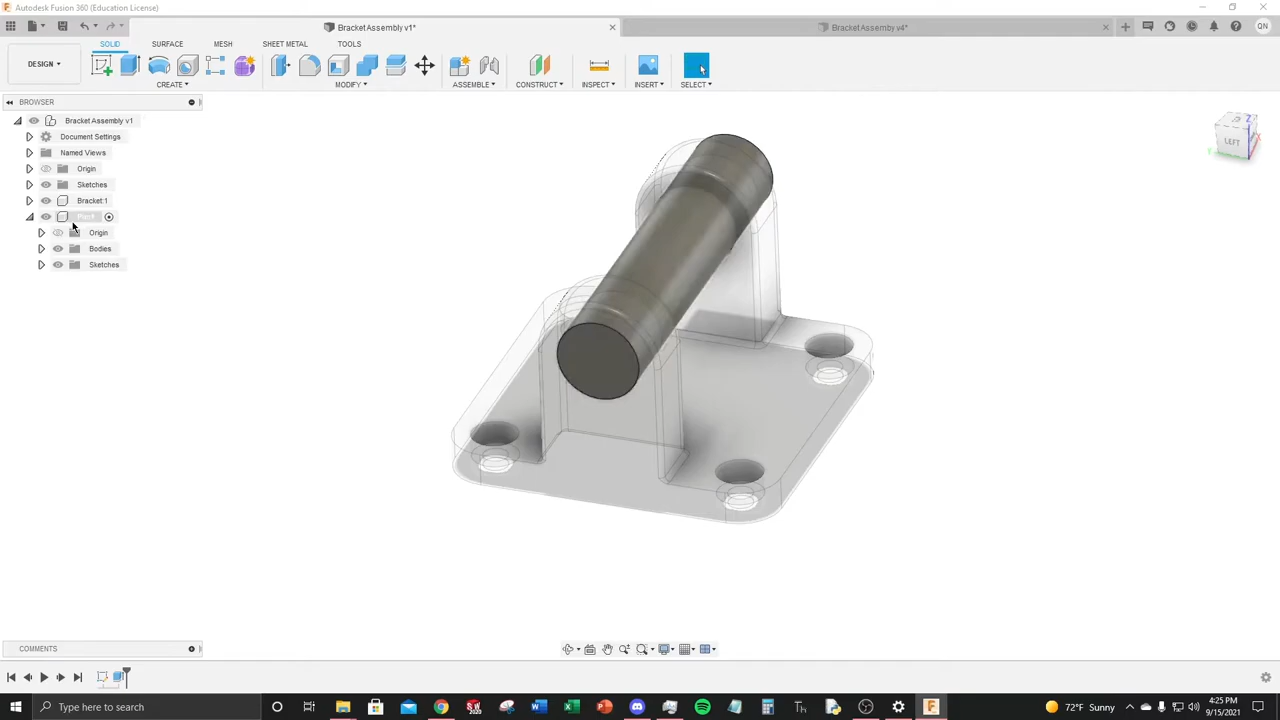 Autodesk Fusion 360 (Education License)
Bracket Assembly v1*
Bracket Assemby v4*
QN
DESIGN
SOLID
SURFACE
MESH
SHEET METAL
TOOLS
CREATE
MODIFY
ASSEMBLE
CONSTRUCT
INSPECT
INSERT
SELECT
BROWSER
Bracket Assembly v1
Document Settings
Named Views
Origin
Sketches
Bracket:1
Origin
Bodies
Sketches
Z
LEFT
COMMENTS
Type here to search
72°F Sunny
4:25 PM
9/15/2021